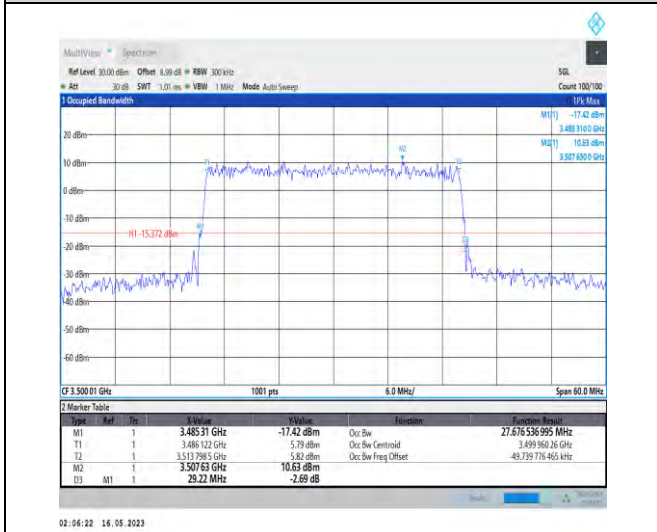 MultiView Spectrum
Ref Level 30.00 dBm Offset 8.99 dB RBW 300 kHz SGL
Att 30 dB SWT 1.01 ms VBW 1 MHz Mode Auto Sweep Count 100/100
1 Occupied Bandwidth 1Pk Max
M1[1] -17.42 dBm
3.485 310 0 GHz
M2[1] 10.63 dBm
3.507 630 0 GHz
20 dBm
M2
T1
10 dBm
0 dBm
-10 dBm
H1 -15.372 dBm
-20 dBm
-30 dBm
-40 dBm
-50 dBm
-60 dBm
CF 3.500 01 GHz 1001 pts 6.0 MHz/ Span 60.0 MHz
2 Marker Table
Type Ref Trc X-Value Y-Value Function Function Result
M1 1 3.485 31 GHz -17.42 dBm Occ Bw 27.676 536 995 MHz
T1 1 3.486 122 GHz 5.79 dBm Occ Bw Centroid 3.499 960 26 GHz
T2 1 3.513 798 5 GHz 5.82 dBm Occ Bw Freq Offset -49.739 776 465 kHz
M2 1 3.507 63 GHz 10.63 dBm
D3 M1 1 29.22 MHz -2.69 dB
02:06:22 16.05.2023